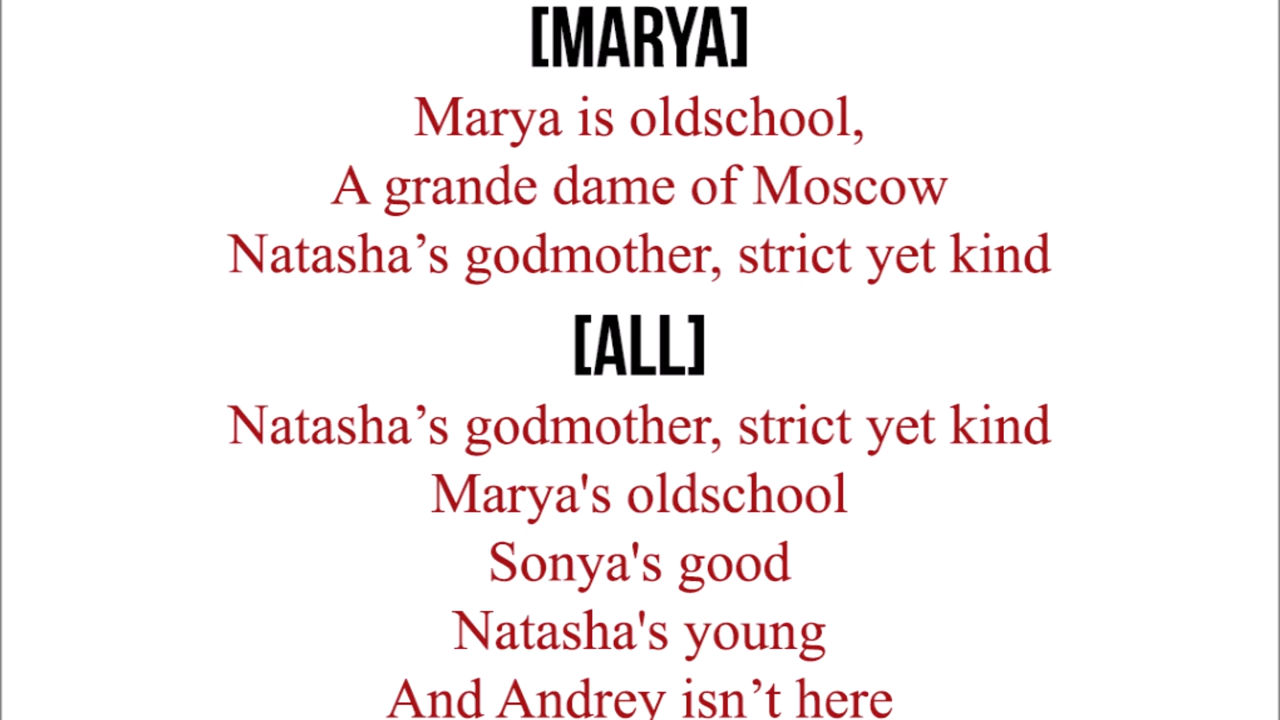 [MARYA]
Marya is oldschool,
A grande dame of Moscow
Natasha’s godmother, strict yet kind
[ALL]
Natasha’s godmother, strict yet kind
Marya's oldschool
Sonya's good
Natasha's young
And Andrey isn’t here